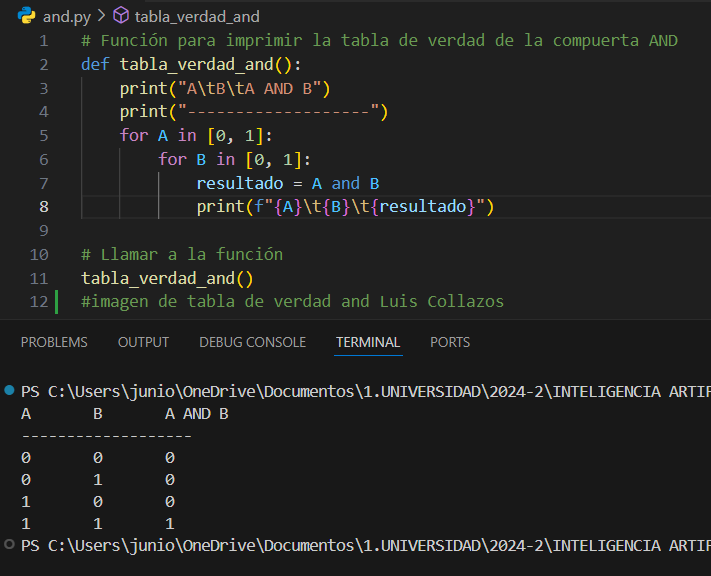 and.py > tabla_verdad_and
1 # Función para imprimir la tabla de verdad de la compuerta AND
2 def tabla_verdad_and():
3 print("A\tB\tA AND B")
4 print("-------------------")
5 for A in [0, 1]:
6 for B in [0, 1]:
7 resultado = A and B
8 print(f"{A}\t{B}\t{resultado}")
9
10 # Llamar a la función
11 tabla_verdad_and()
12 #imagen de tabla de verdad and Luis Collazos
PROBLEMS OUTPUT DEBUG CONSOLE TERMINAL PORTS
PS C:\Users\junio\OneDrive\Documentos\1.UNIVERSIDAD\2024-2\INTELIGENCIA ARTIF
A B A AND B
-------------------
0 0 0
0 1 0
1 0 0
1 1 1
PS C:\Users\junio\OneDrive\Documentos\1.UNIVERSIDAD\2024-2\INTELIGENCIA ARTIF